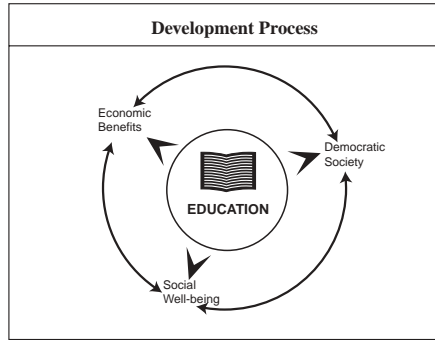 Development Process
Economic
Benefits
Democratic
Society
EDUCATION
Social
Well-being